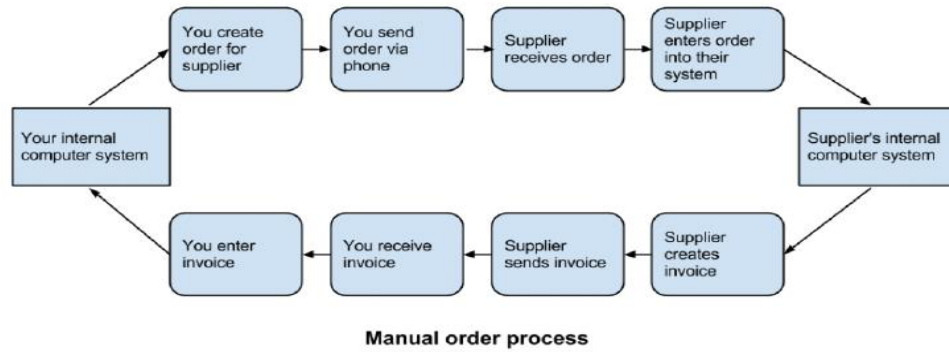 You create
order for
supplier
You send
order via
phone
Supplier
receives order
Supplier
enters order
into their
system
Your internal
computer system
Supplier's internal
computer system
You enter
invoice
You receive
invoice
Supplier
sends invoice
Supplier
creates
invoice
Manual order process